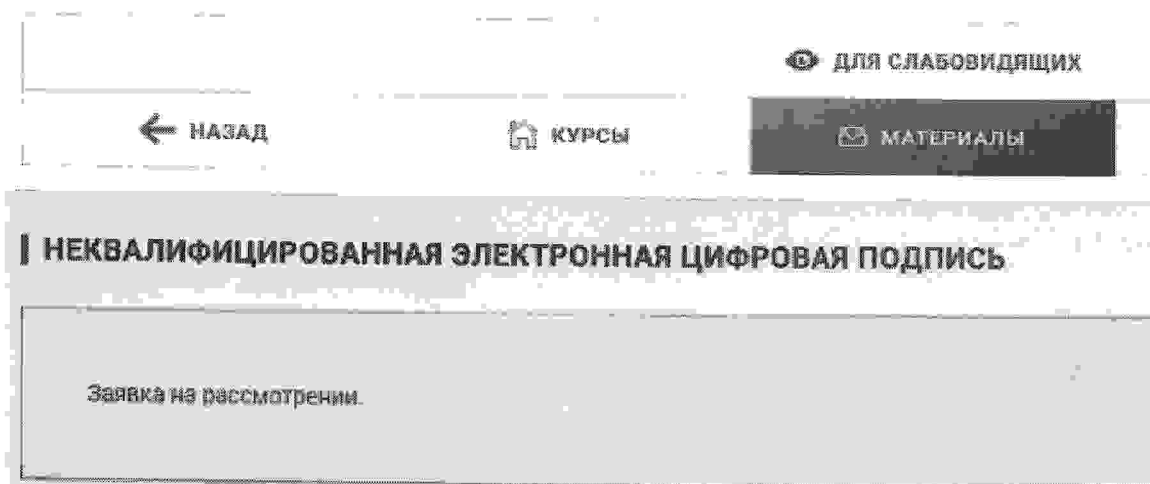 ДЛЯ СЛАБОВИДЯЩИХ
НАЗАД
КУРСЫ
МАТЕРИАЛЫ
НЕКВАЛИФИЦИРОВАННАЯ ЭЛЕКТРОННАЯ ЦИФРОВАЯ ПОДПИСЬ
Заявка на рассмотрении.